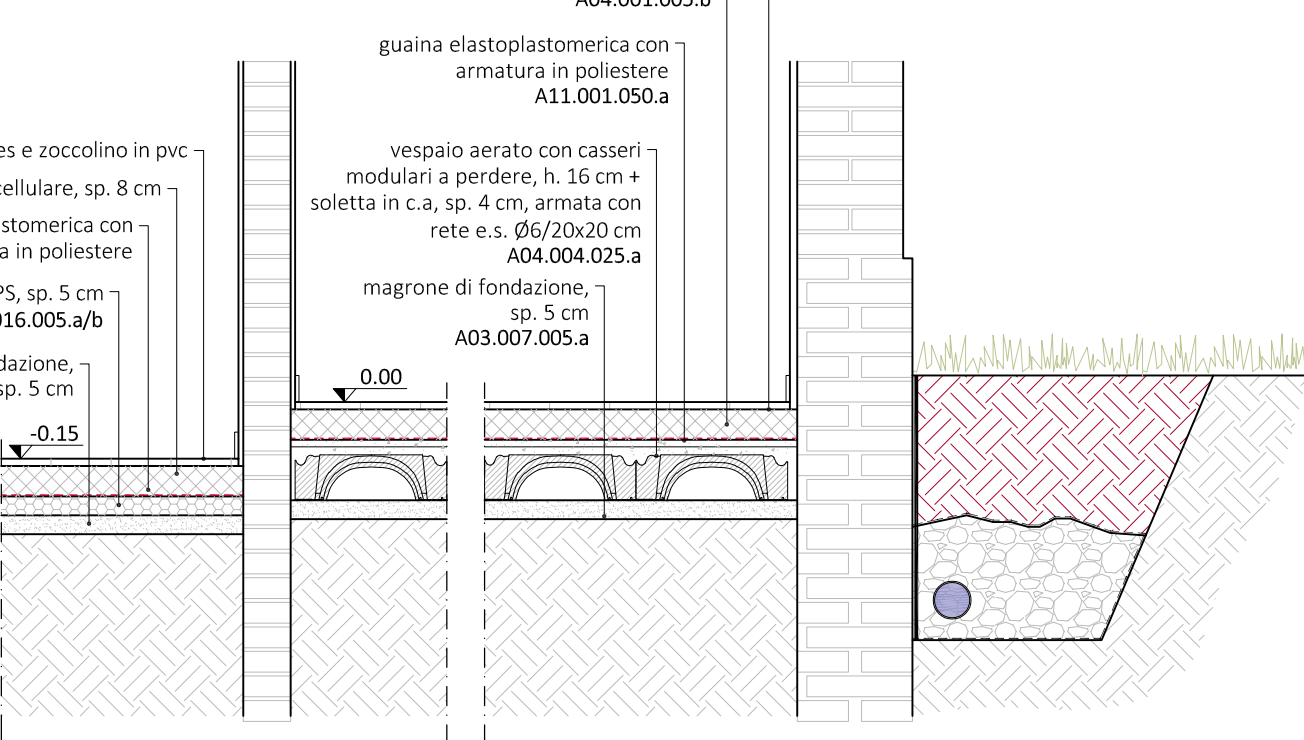 A04.001.005.b
guaina elastoplastomerica con
armatura in poliestere
A11.001.050.a
vespaio aerato con casseri
modulari a perdere, h. 16 cm +
soletta in c.a, sp. 4 cm, armata con
rete e.s. Ø6/20x20 cm
A04.004.025.a
magrone di fondazione,
sp. 5 cm
A03.007.005.a
es e zoccolino in pvc
cellulare, sp. 8 cm
stomerica con
a in poliestere
PS, sp. 5 cm
016.005.a/b
dazione,
sp. 5 cm
0.00
-0.15